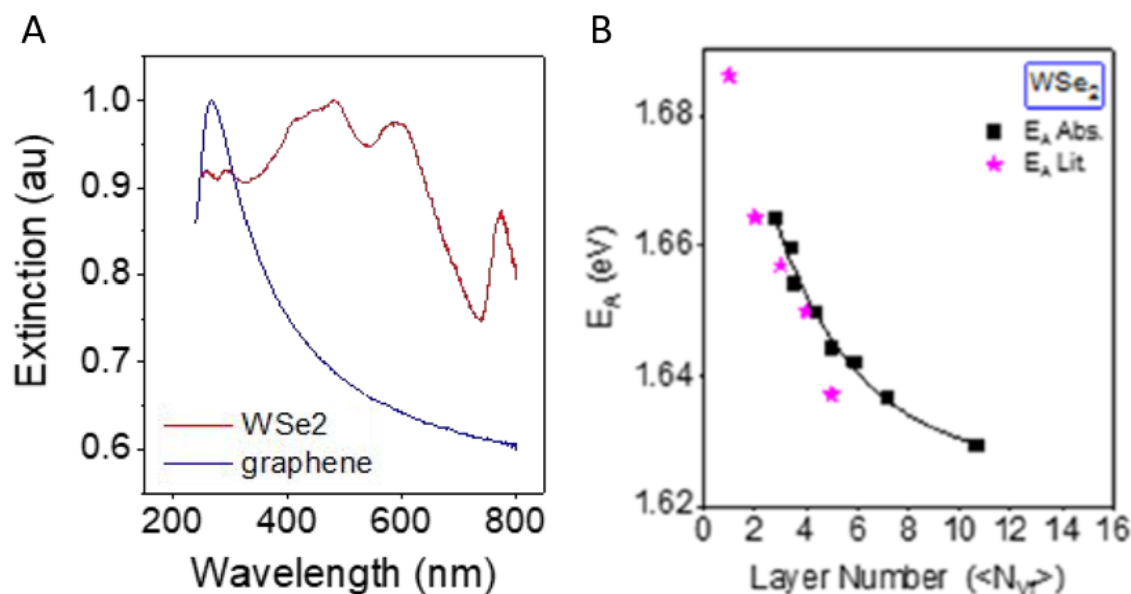 A
Extinction (au)
1.0
0.9
0.8
0.7
0.6
WSe2
graphene
200 400 600 800
Wavelength (nm)
B
E_A (eV)
1.68
1.66
1.64
1.62
WSe₂
E_A Abs.
E_A Lit.
0 2 4 6 8 10 12 14 16
Layer Number (<N_Vf>)